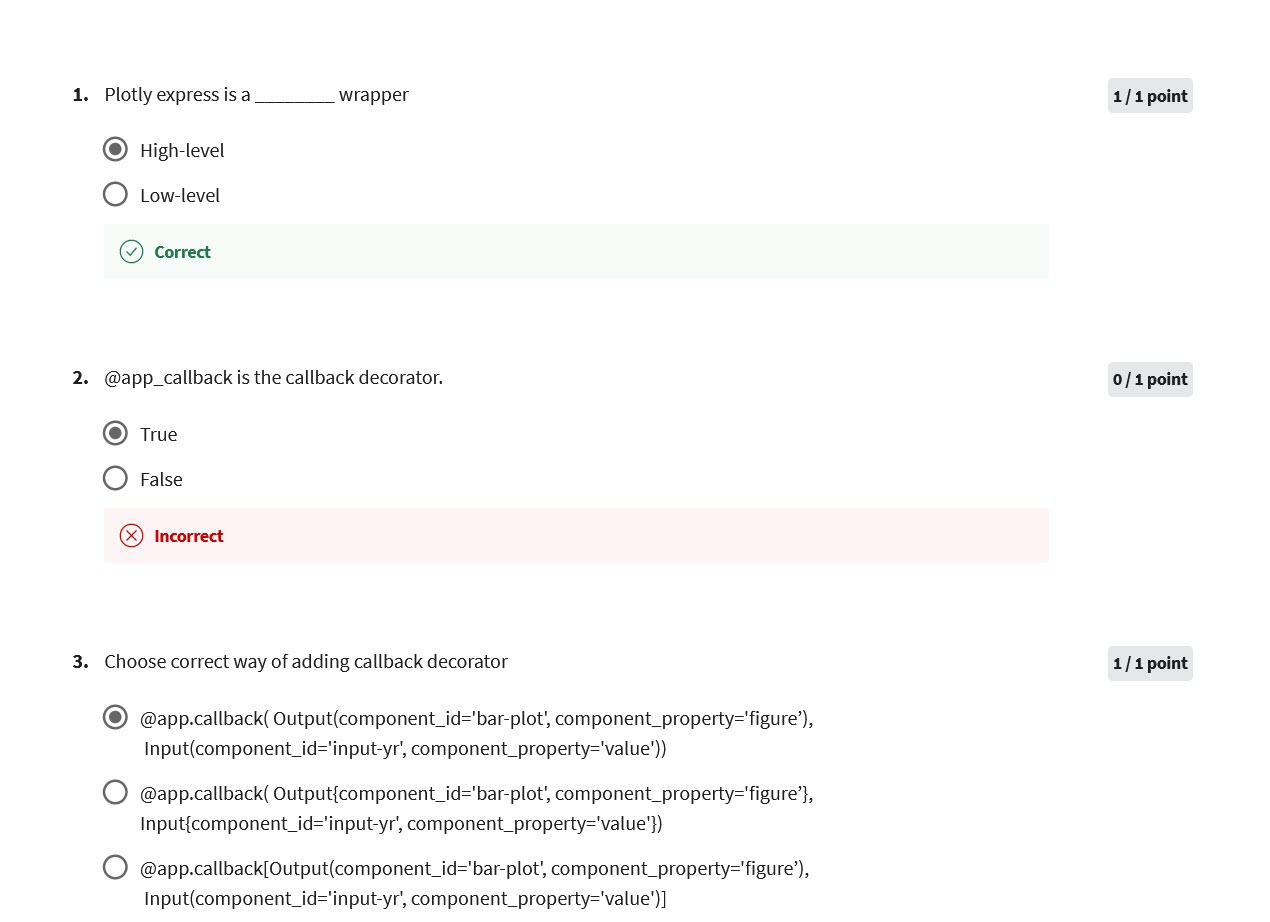 1. Plotly express is a ________ wrapper
1 / 1 point
High-level
Low-level
Correct
2. @app_callback is the callback decorator.
0 / 1 point
True
False
Incorrect
3. Choose correct way of adding callback decorator
1 / 1 point
@app.callback( Output(component_id='bar-plot', component_property='figure’),
Input(component_id='input-yr', component_property='value'))
@app.callback( Output{component_id='bar-plot', component_property='figure’},
Input{component_id='input-yr', component_property='value'})
@app.callback[Output(component_id='bar-plot', component_property='figure’),
Input(component_id='input-yr', component_property='value')]